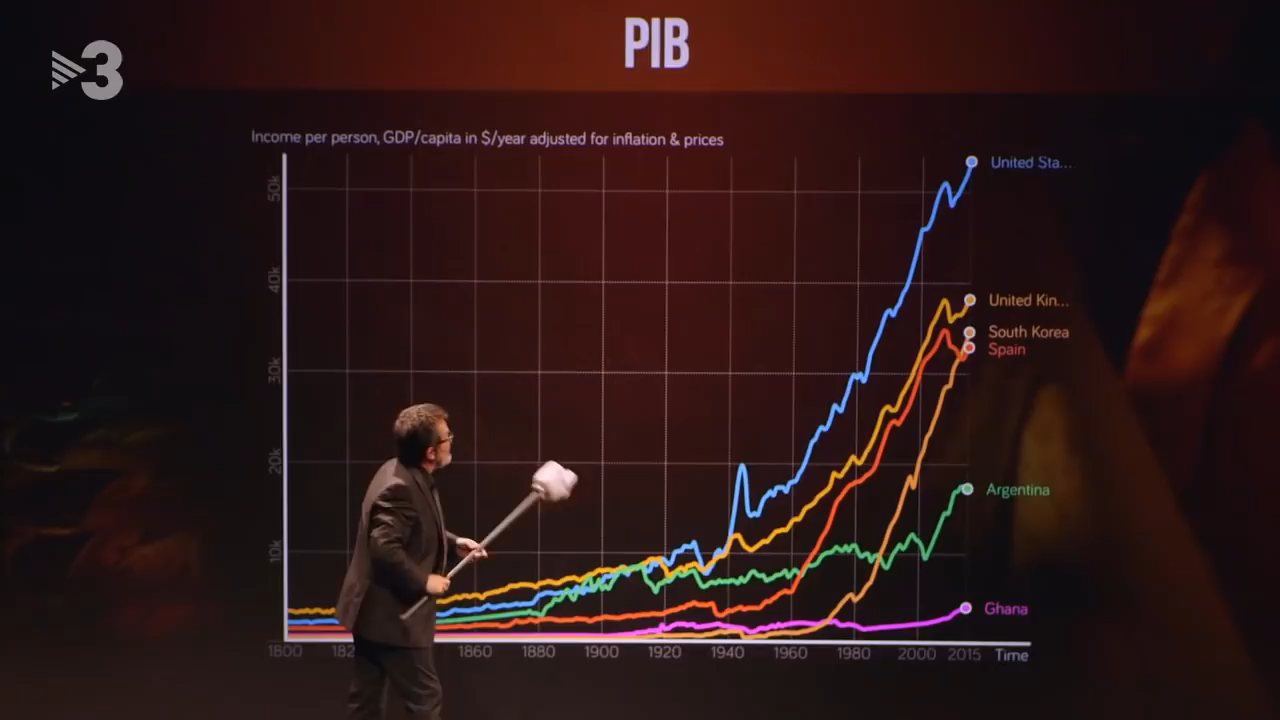 PIB
3
Income per person, GDP/capita in $/year adjusted for inflation & prices
50k
40k
30k
20k
10k
United Sta...
United Kin...
South Korea
Spain
Argentina
Ghana
1800 182 1860 1880 1900 1920 1940 1960 1980 2000 2015 Time